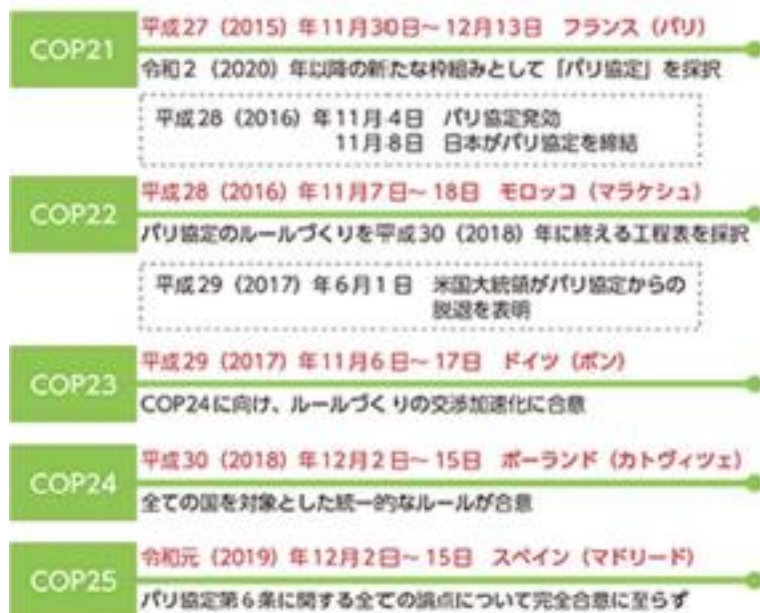 COP21
平成27（2015）年11月30日～12月13日　フランス（パリ）
令和2（2020）年以降の新たな枠組みとして「パリ協定」を採択
平成28（2016）年11月4日　パリ協定発効
11月8日　日本がパリ協定を締結
COP22
平成28（2016）年11月7日～18日　モロッコ（マラケシュ）
パリ協定のルールづくりを平成30（2018）年に終える工程表を採択
平成29（2017）年6月1日　米国大統領がパリ協定からの
脱退を表明
COP23
平成29（2017）年11月6日～17日　ドイツ（ボン）
COP24に向け、ルールづくりの交渉加速化に合意
COP24
平成30（2018）年12月2日～15日　ポーランド（カトヴィツェ）
全ての国を対象とした統一的なルールが合意
COP25
令和元（2019）年12月2日～15日　スペイン（マドリード）
パリ協定第6条に関する全ての論点について完全合意に至らず